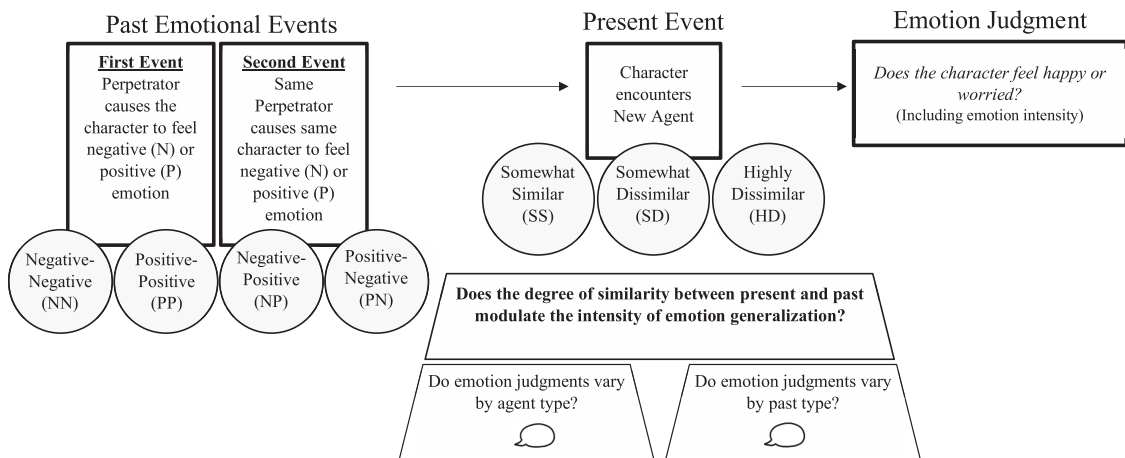 Past Emotional Events
First Event
Perpetrator
causes the
character to feel
negative (N) or
positive (P)
emotion
Second Event
Same
Perpetrator
causes same
character to feel
negative (N) or
positive (P)
emotion
Negative-
Negative
(NN)
Positive-
Positive
(PP)
Negative-
Positive
(NP)
Positive-
Negative
(PN)
Present Event
Character
encounters
New Agent
Somewhat
Similar
(SS)
Somewhat
Dissimilar
(SD)
Highly
Dissimilar
(HD)
Emotion Judgment
Does the character feel happy or
worried?
(Including emotion intensity)
Does the degree of similarity between present and past
modulate the intensity of emotion generalization?
Do emotion judgments vary
by agent type?
Do emotion judgments vary
by past type?